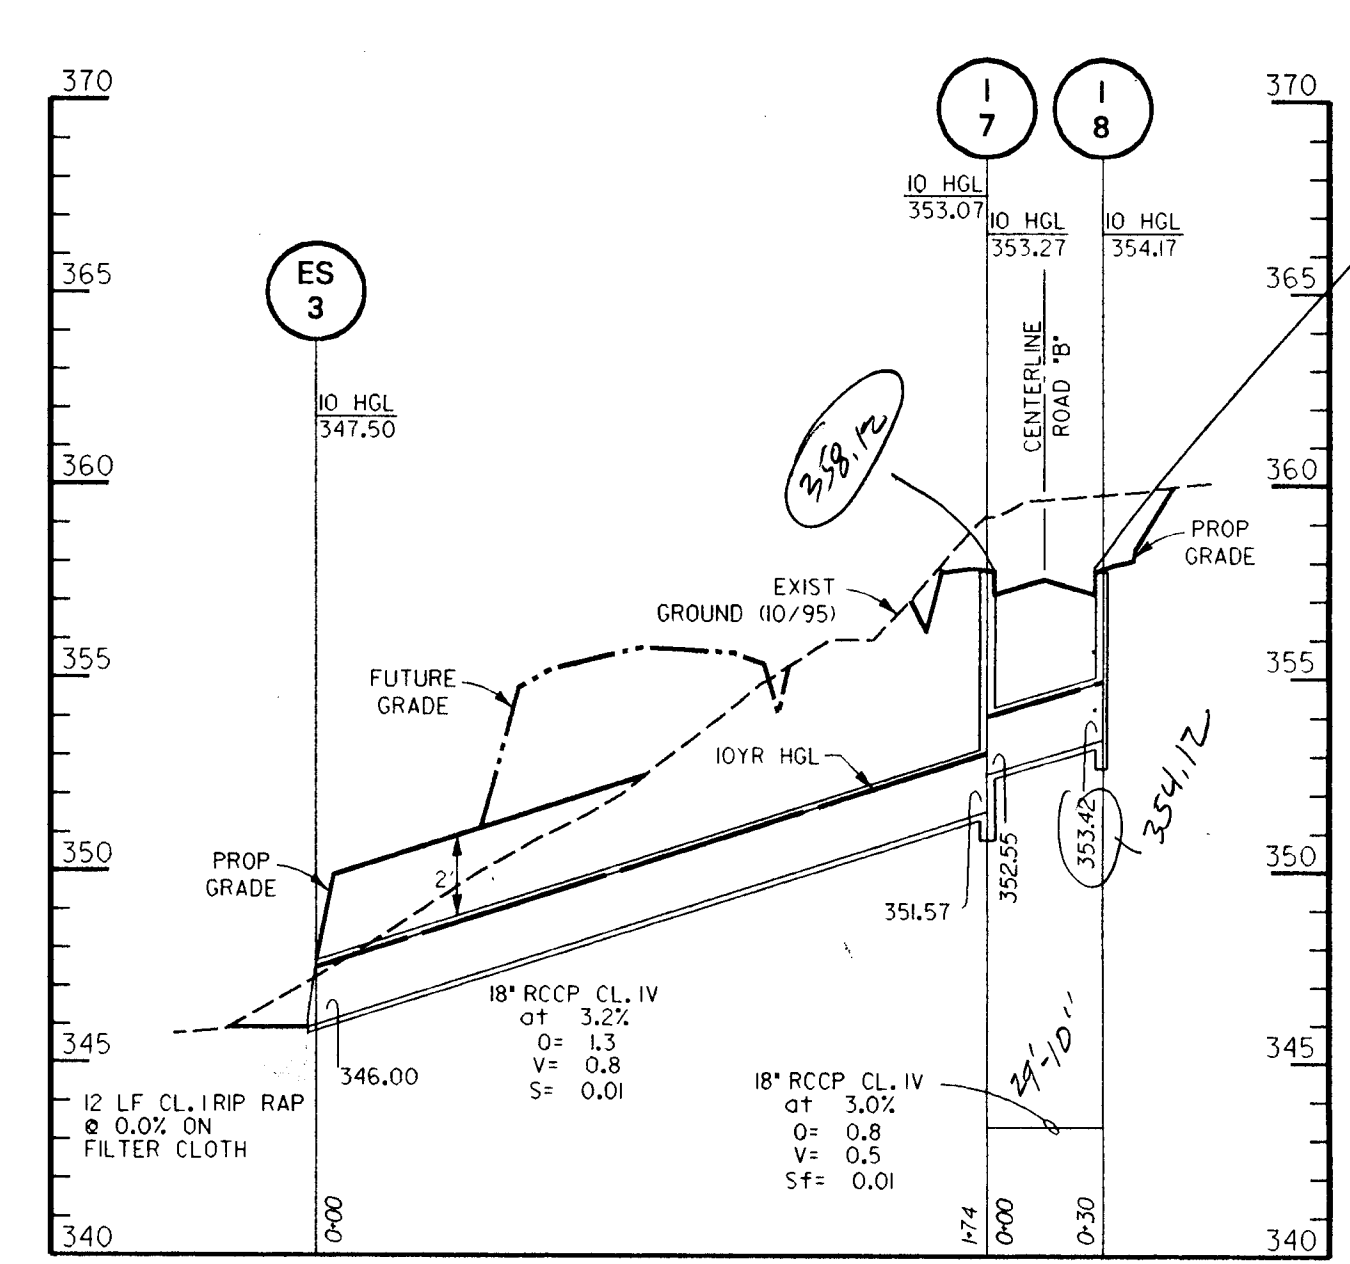 370
370
I
7
I
8
10 HGL
353.07
10 HGL
353.27
10 HGL
354.17
ES
3
365
365
10 HGL
347.50
CENTERLINE
ROAD "B"
358.12
360
360
PROP
GRADE
EXIST
GROUND (10/95)
355
355
FUTURE
GRADE
10YR HGL
354.12
350
350
PROP
GRADE
2'
351.57
352.55
353.42
18" RCCP CL. IV
at 3.2%
Q= 1.3
V= 0.8
S= 0.01
345
345
346.00
29'-10"
12 LF CL. I RIP RAP
@ 0.0% ON
FILTER CLOTH
18" RCCP CL. IV
at 3.0%
Q= 0.8
V= 0.5
Sf= 0.01
0+00
1+74
0+00
0+30
340
340